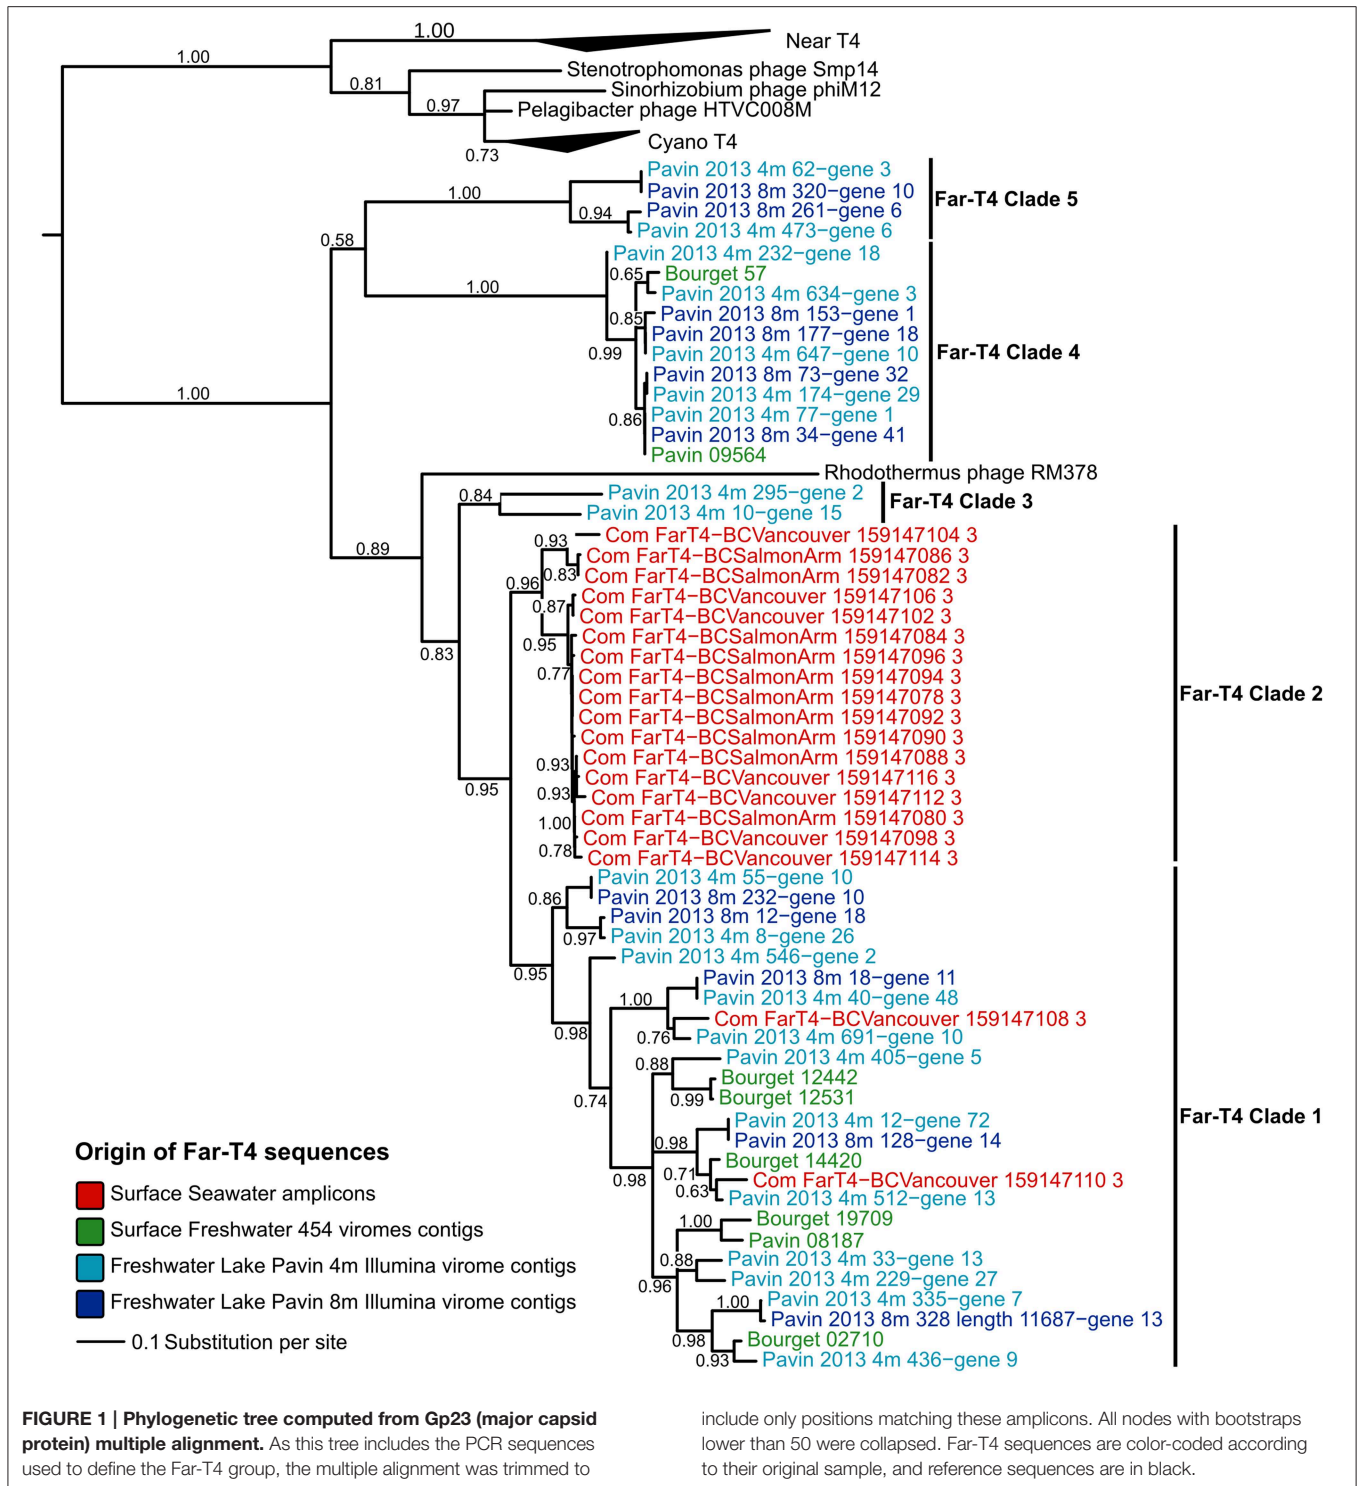 1.00
Near T4
1.00
Stenotrophomonas phage Smp14
0.81
Sinorhizobium phage phiM12
0.97
Pelagibacter phage HTVC008M
Cyano T4
0.73
Pavin 2013 4m 62−gene 3
1.00
Pavin 2013 8m 320−gene 10
Far-T4 Clade 5
0.94
Pavin 2013 8m 261−gene 6
Pavin 2013 4m 473−gene 6
0.58
Pavin 2013 4m 232−gene 18
0.65
Bourget 57
1.00
Pavin 2013 4m 634−gene 3
0.85
Pavin 2013 8m 153−gene 1
Pavin 2013 8m 177−gene 18
0.99
Pavin 2013 4m 647−gene 10
Far-T4 Clade 4
Pavin 2013 8m 73−gene 32
1.00
Pavin 2013 4m 174−gene 29
0.86
Pavin 2013 4m 77−gene 1
Pavin 2013 8m 34−gene 41
Pavin 09564
Rhodothermus phage RM378
0.84
Pavin 2013 4m 295−gene 2
Far-T4 Clade 3
Pavin 2013 4m 10−gene 15
0.89
0.93
Com FarT4−BCVancouver 159147104 3
Com FarT4−BCSalmonArm 159147086 3
0.83
Com FarT4−BCSalmonArm 159147082 3
0.96
Com FarT4−BCVancouver 159147106 3
0.87
Com FarT4−BCVancouver 159147102 3
Com FarT4−BCSalmonArm 159147084 3
0.95
0.83
Com FarT4−BCSalmonArm 159147096 3
0.77
Com FarT4−BCSalmonArm 159147094 3
Com FarT4−BCSalmonArm 159147078 3
Far-T4 Clade 2
Com FarT4−BCSalmonArm 159147092 3
Com FarT4−BCSalmonArm 159147090 3
Com FarT4−BCSalmonArm 159147088 3
0.93
Com FarT4−BCVancouver 159147116 3
0.95
0.93
Com FarT4−BCVancouver 159147112 3
Com FarT4−BCSalmonArm 159147080 3
1.00
Com FarT4−BCVancouver 159147098 3
0.78
Com FarT4−BCVancouver 159147114 3
Pavin 2013 4m 55−gene 10
0.86
Pavin 2013 8m 232−gene 10
Pavin 2013 8m 12−gene 18
0.97
Pavin 2013 4m 8−gene 26
Pavin 2013 4m 546−gene 2
0.95
Pavin 2013 8m 18−gene 11
1.00
Pavin 2013 4m 40−gene 48
Com FarT4−BCVancouver 159147108 3
0.98
0.76
Pavin 2013 4m 691−gene 10
0.88
Pavin 2013 4m 405−gene 5
Bourget 12442
0.74
0.99
Bourget 12531
Far-T4 Clade 1
Pavin 2013 4m 12−gene 72
0.98
Pavin 2013 8m 128−gene 14
Bourget 14420
0.98
0.71
Com FarT4−BCVancouver 159147110 3
0.63
Pavin 2013 4m 512−gene 13
1.00
Bourget 19709
Pavin 08187
0.88
Pavin 2013 4m 33−gene 13
0.96
Pavin 2013 4m 229−gene 27
1.00
Pavin 2013 4m 335−gene 7
Pavin 2013 8m 328 length 11687−gene 13
0.98
Bourget 02710
0.93
Pavin 2013 4m 436−gene 9
Origin of Far-T4 sequences
Surface Seawater amplicons
Surface Freshwater 454 viromes contigs
Freshwater Lake Pavin 4m Illumina virome contigs
Freshwater Lake Pavin 8m Illumina virome contigs
0.1 Substitution per site
FIGURE 1 | Phylogenetic tree computed from Gp23 (major capsid
protein) multiple alignment. As this tree includes the PCR sequences
used to define the Far-T4 group, the multiple alignment was trimmed to
include only positions matching these amplicons. All nodes with bootstraps
lower than 50 were collapsed. Far-T4 sequences are color-coded according
to their original sample, and reference sequences are in black.